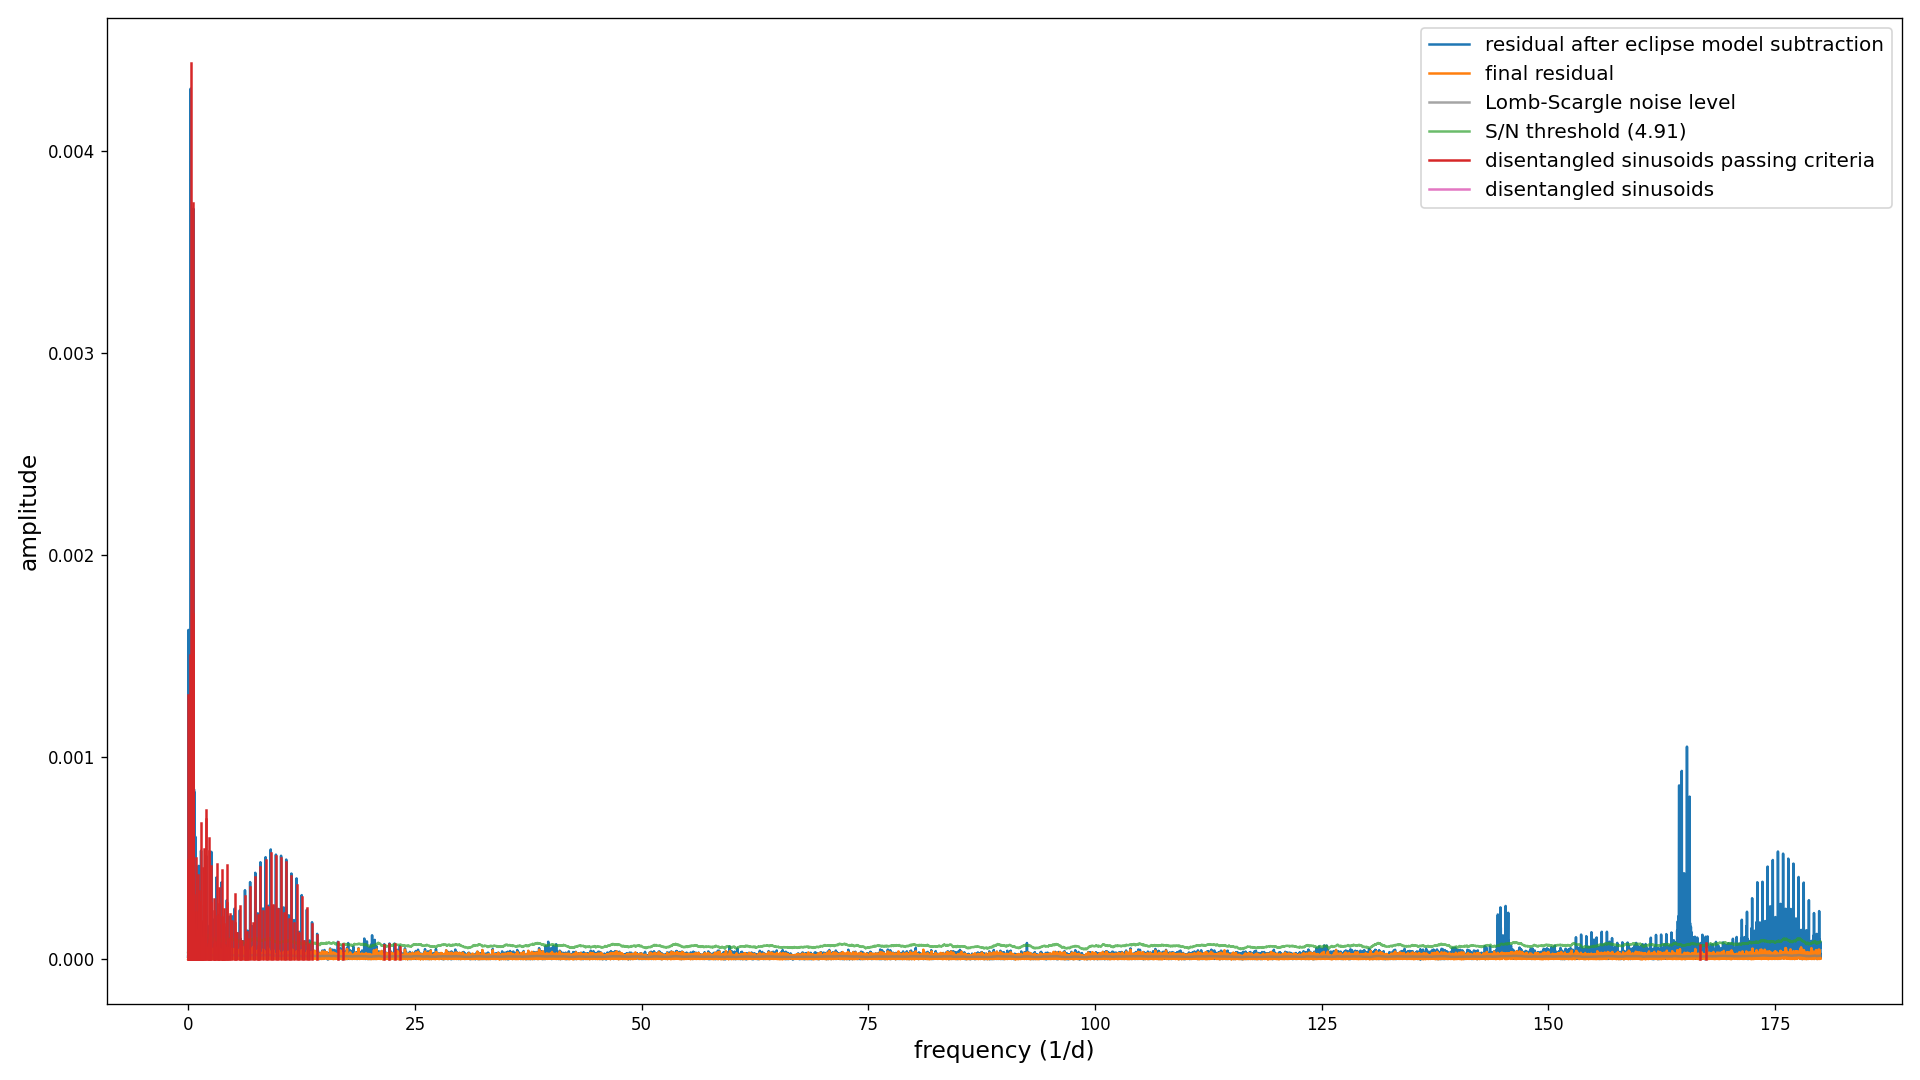 residual after eclipse model subtraction
final residual
Lomb-Scargle noise level
S/N threshold (4.91)
disentangled sinusoids passing criteria
disentangled sinusoids
amplitude
0.004
0.003
0.002
0.001
0.000
0 25 50 75 100 125 150 175
frequency (1/d)